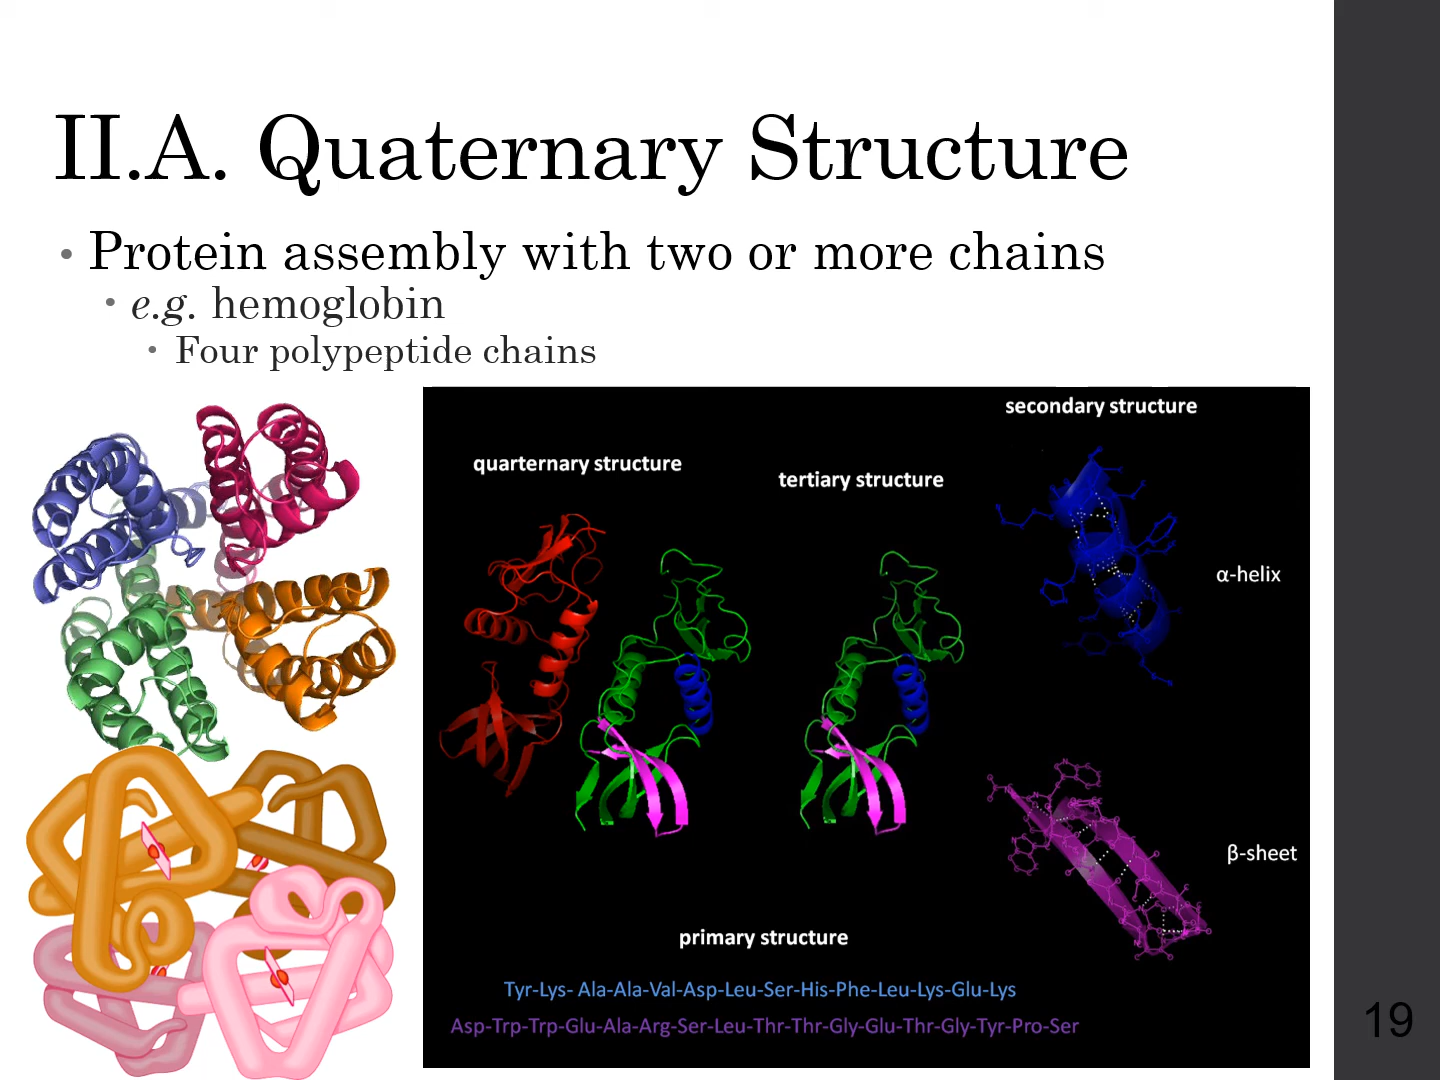 II.A. Quaternary Structure
• Protein assembly with two or more chains
• e.g. hemoglobin
• Four polypeptide chains
secondary structure
quarternary structure
tertiary structure
α-helix
β-sheet
primary structure
Tyr-Lys- Ala-Ala-Val-Asp-Leu-Ser-His-Phe-Leu-Lys-Glu-Lys
Asp-Trp-Trp-Glu-Ala-Arg-Ser-Leu-Thr-Thr-Gly-Glu-Thr-Gly-Tyr-Pro-Ser
19